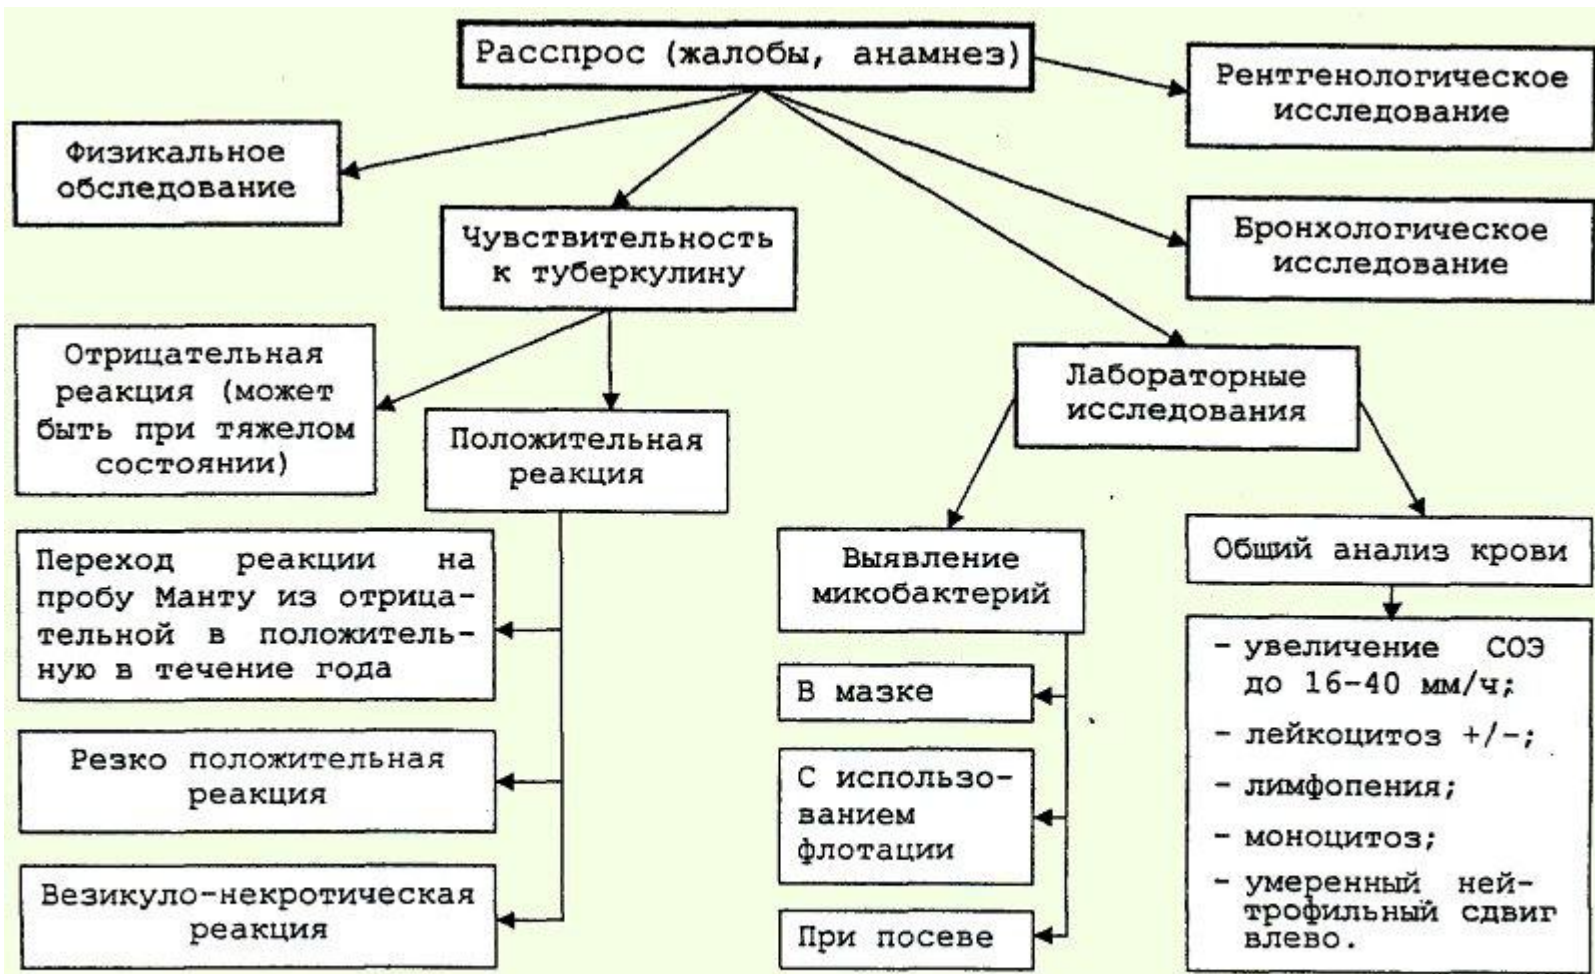 Расспрос (жалобы, анамнез)
Рентгенологическое
исследование
Физикальное
обследование
Чувствительность
к туберкулину
Бронхологическое
исследование
Отрицательная
реакция (может
быть при тяжелом
состоянии)
Положительная
реакция
Лабораторные
исследования
Переход реакции на
пробу Манту из отрица-
тельной в положитель-
ную в течение года
Резко положительная
реакция
Везикуло-некротическая
реакция
Выявление
микобактерий
В мазке
С использо-
ванием
флотации
При посеве
Общий анализ крови
- увеличение СОЭ
до 16-40 мм/ч;
- лейкоцитоз +/-;
- лимфопения;
- моноцитоз;
- умеренный ней-
трофильный сдвиг
влево.